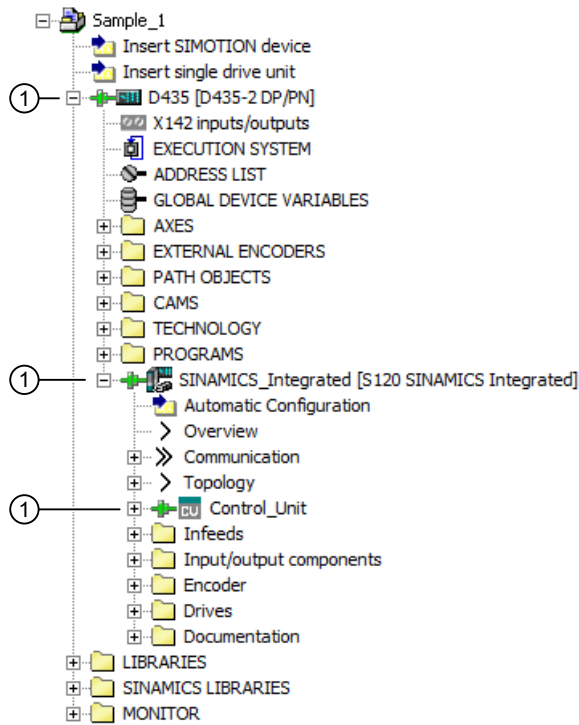 Sample_1
Insert SIMOTION device
Insert single drive unit
1 D435 [D435-2 DP/PN]
X142 inputs/outputs
EXECUTION SYSTEM
ADDRESS LIST
GLOBAL DEVICE VARIABLES
AXES
EXTERNAL ENCODERS
PATH OBJECTS
CAMS
TECHNOLOGY
PROGRAMS
1 SINAMICS_Integrated [S120 SINAMICS Integrated]
Automatic Configuration
Overview
Communication
Topology
1 CU Control_Unit
Infeeds
Input/output components
Encoder
Drives
Documentation
LIBRARIES
SINAMICS LIBRARIES
MONITOR